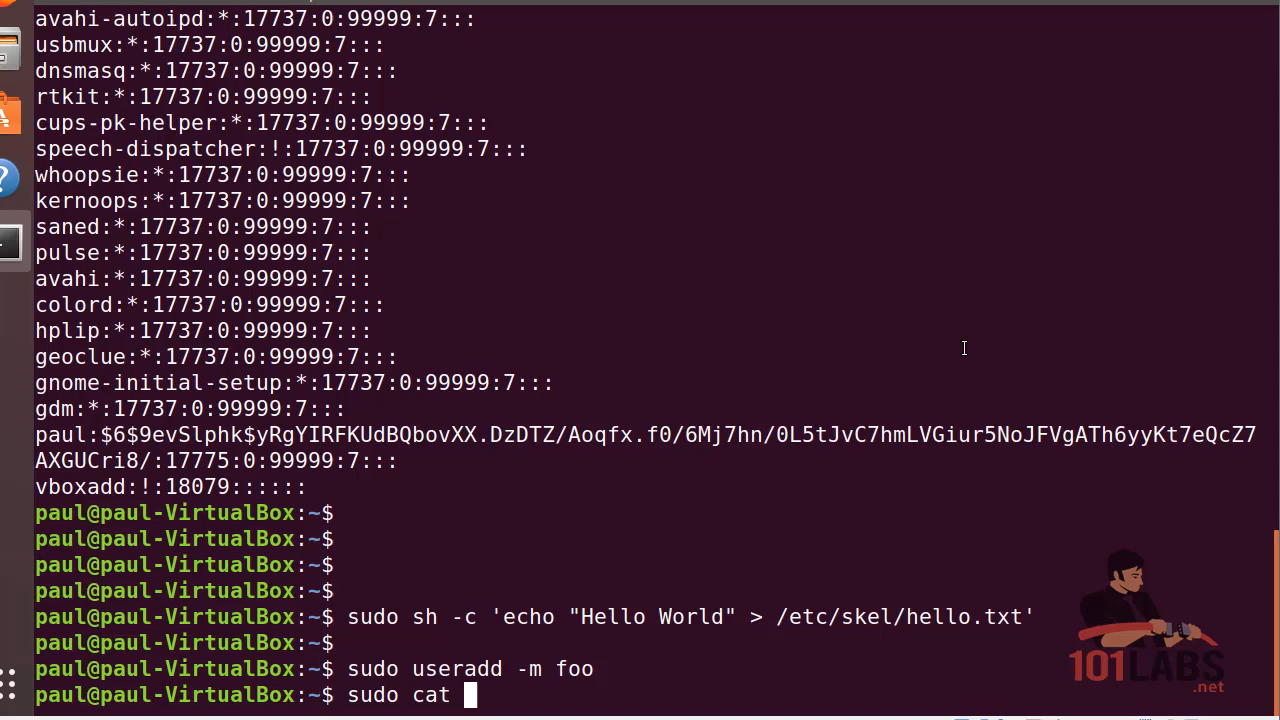 avahi-autoipd:*:17737:0:99999:7:::
usbmux:*:17737:0:99999:7:::
dnsmasq:*:17737:0:99999:7:::
rtkit:*:17737:0:99999:7:::
cups-pk-helper:*:17737:0:99999:7:::
speech-dispatcher:!:17737:0:99999:7:::
whoopsie:*:17737:0:99999:7:::
kernoops:*:17737:0:99999:7:::
saned:*:17737:0:99999:7:::
pulse:*:17737:0:99999:7:::
avahi:*:17737:0:99999:7:::
colord:*:17737:0:99999:7:::
hplip:*:17737:0:99999:7:::
geoclue:*:17737:0:99999:7:::
gnome-initial-setup:*:17737:0:99999:7:::
gdm:*:17737:0:99999:7:::
paul:$6$9evSlphk$yRgYIRFKUdBQbovXX.DzDTZ/Aoqfx.f0/6Mj7hn/0L5tJvC7hmLVGiur5NoJFVgATh6yyKt7eQcZ7
AXGUCri8/:17775:0:99999:7:::
vboxadd:!:18079::::::
paul@paul-VirtualBox:~$
paul@paul-VirtualBox:~$
paul@paul-VirtualBox:~$
paul@paul-VirtualBox:~$
paul@paul-VirtualBox:~$ sudo sh -c 'echo "Hello World" > /etc/skel/hello.txt'
paul@paul-VirtualBox:~$
paul@paul-VirtualBox:~$ sudo useradd -m foo
paul@paul-VirtualBox:~$ sudo cat
101LABS
.net